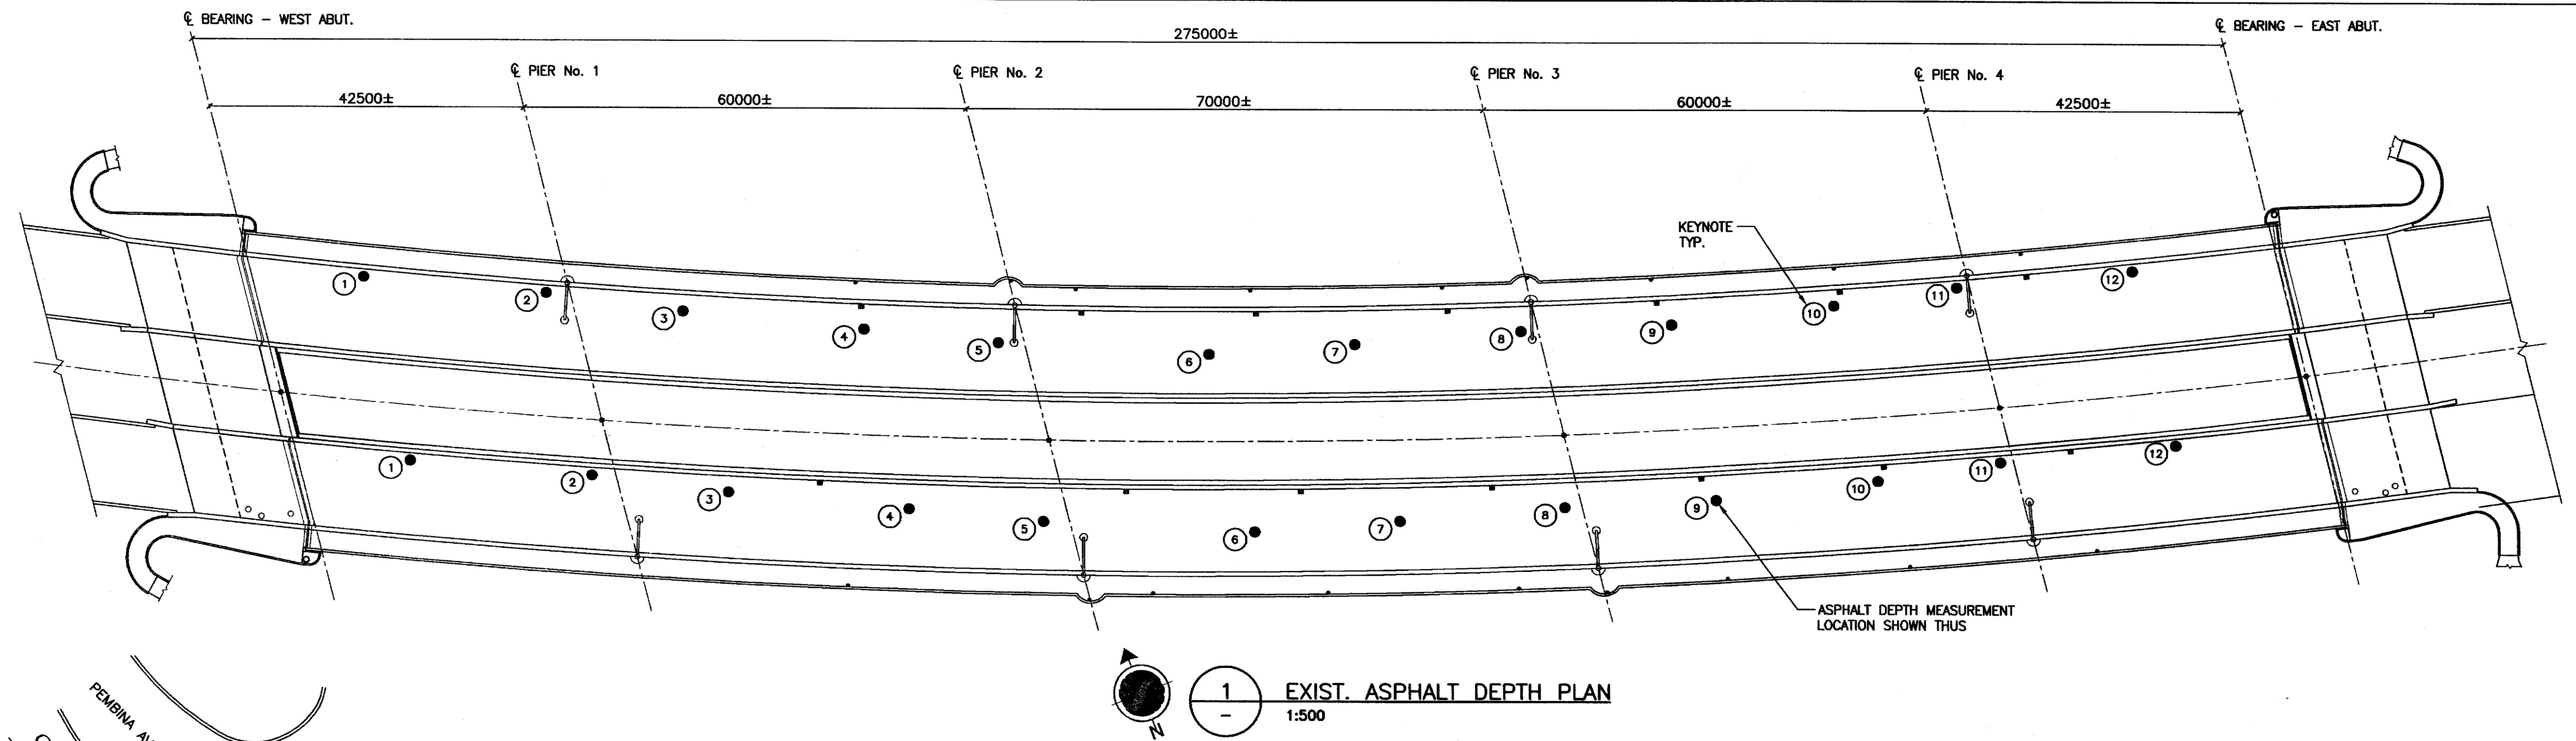 ℄ BEARING - WEST ABUT.
℄ BEARING - EAST ABUT.
275000±
℄ PIER No. 1
℄ PIER No. 2
℄ PIER No. 3
℄ PIER No. 4
42500±
60000±
70000±
60000±
42500±
KEYNOTE
TYP.
1
2
3
4
5
6
7
8
9
10
11
12
1
2
3
4
5
6
7
8
9
10
11
12
ASPHALT DEPTH MEASUREMENT
LOCATION SHOWN THUS
N
1
-
EXIST. ASPHALT DEPTH PLAN
1:500
PEMBINA